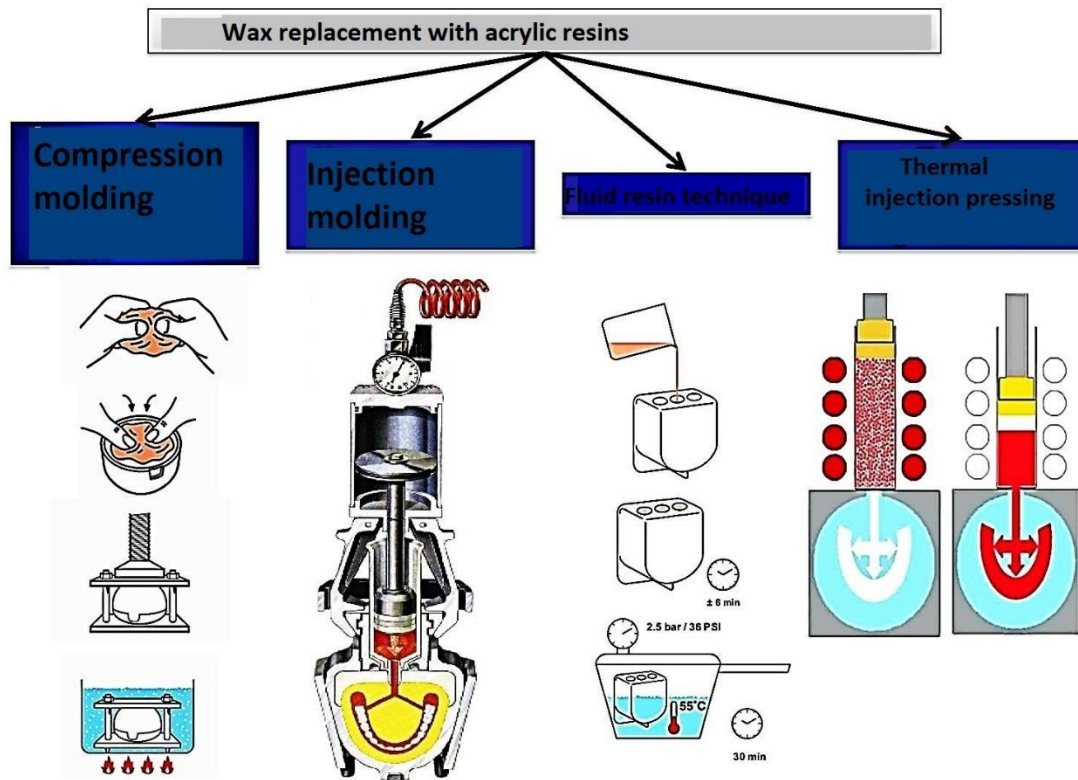 Wax replacement with acrylic resins
Compression
molding
Injection
molding
Fluid resin technique
Thermal
injection pressing
± 6 min
2.5 bar / 36 PSI
55°C
30 min